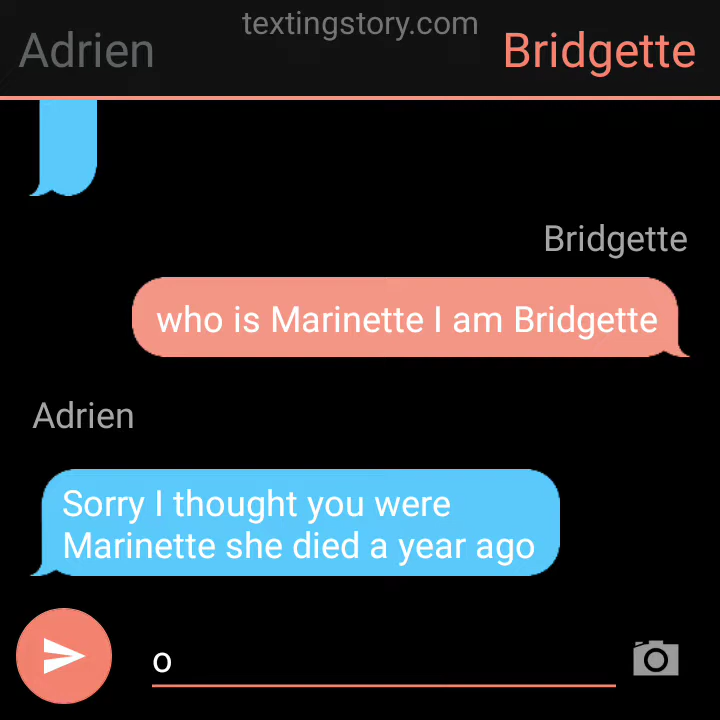 textingstory.com
Adrien
Bridgette
Bridgette
who is Marinette I am Bridgette
Adrien
Sorry I thought you were
Marinette she died a year ago
o